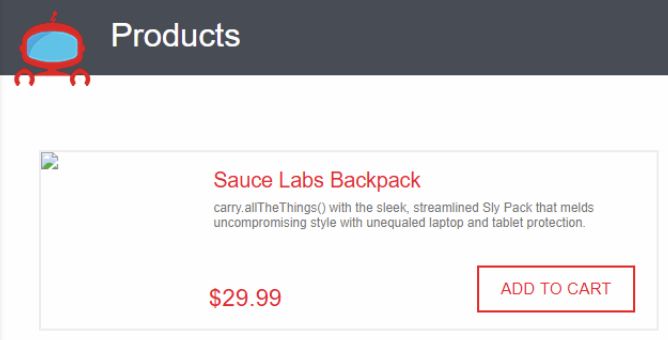 Products
Sauce Labs Backpack
carry.allTheThings() with the sleek, streamlined Sly Pack that melds
uncompromising style with unequaled laptop and tablet protection.
$29.99
ADD TO CART